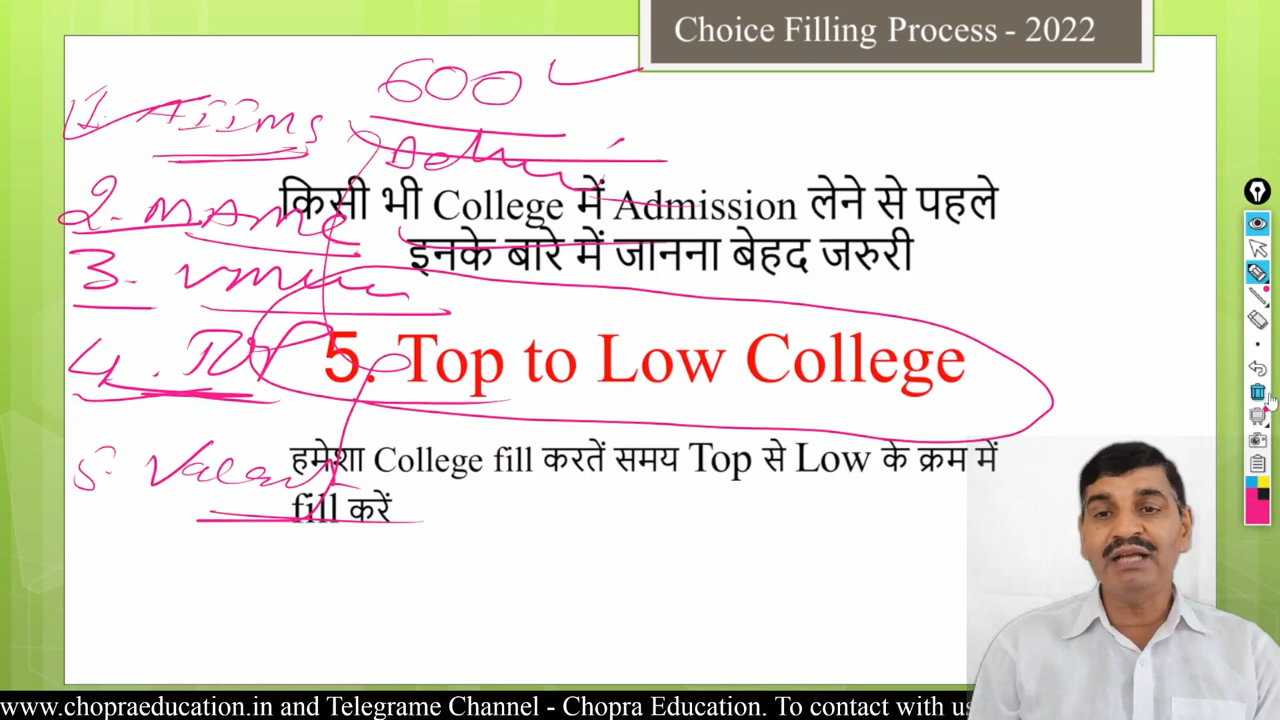 Choice Filling Process - 2022
600
1. AIIMS
Admi
2. MAMC
किसी भी College में Admission लेने से पहले
इनके बारे में जानना बेहद जरुरी
3. vmmc
5. Top to Low College
4.
हमेशा College fill करतें समय Top से Low के क्रम में
5.
fill करें
www.chopraeducation.in and Telegrame Channel - Chopra Education. To contact with us